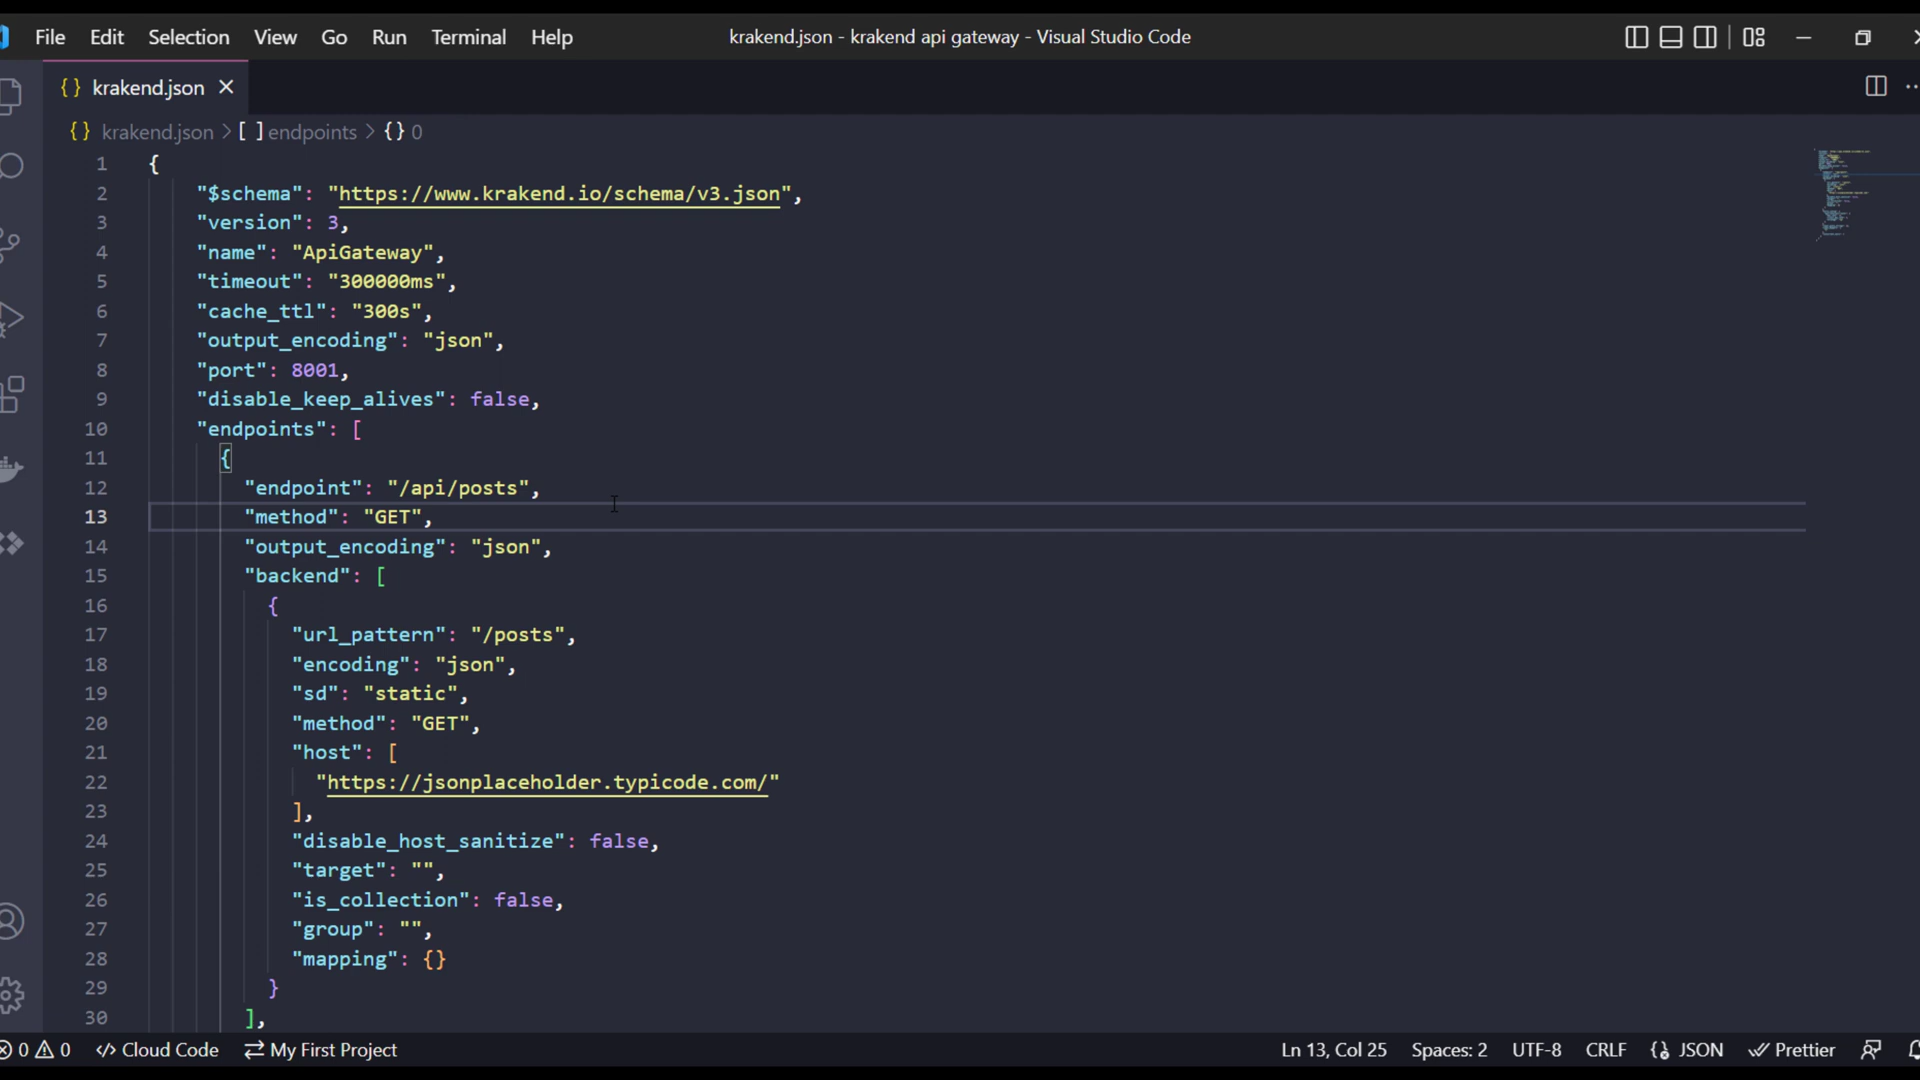 File Edit Selection View Go Run Terminal Help krakend.json - krakend api gateway - Visual Studio Code
{} krakend.json ×
{} krakend.json > [ ] endpoints > {} 0
1 {
2 "$schema": "https://www.krakend.io/schema/v3.json",
3 "version": 3,
4 "name": "ApiGateway",
5 "timeout": "300000ms",
6 "cache_ttl": "300s",
7 "output_encoding": "json",
8 "port": 8001,
9 "disable_keep_alives": false,
10 "endpoints": [
11 {
12 "endpoint": "/api/posts",
13 "method": "GET",
14 "output_encoding": "json",
15 "backend": [
16 {
17 "url_pattern": "/posts",
18 "encoding": "json",
19 "sd": "static",
20 "method": "GET",
21 "host": [
22 "https://jsonplaceholder.typicode.com/"
23 ],
24 "disable_host_sanitize": false,
25 "target": "",
26 "is_collection": false,
27 "group": "",
28 "mapping": {}
29 }
30 ],
0 0 Cloud Code My First Project Ln 13, Col 25 Spaces: 2 UTF-8 CRLF JSON Prettier